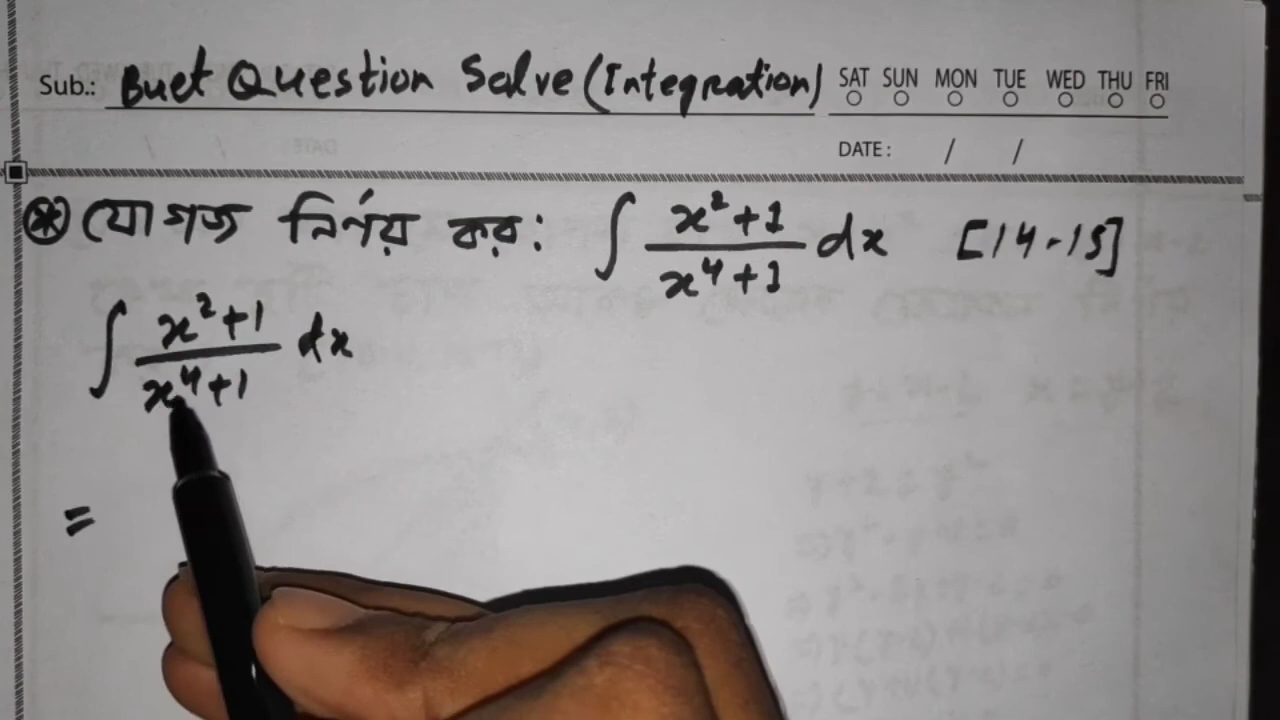 Sub.: Buet Question Solve (Integration) SAT SUN MON TUE WED THU FRI
DATE: / /
⊛ যোগজ নির্ণয় কর: ∫ x²+1 / x⁴+1 dx [14-15]
∫ x²+1 / x⁴+1 dx
=